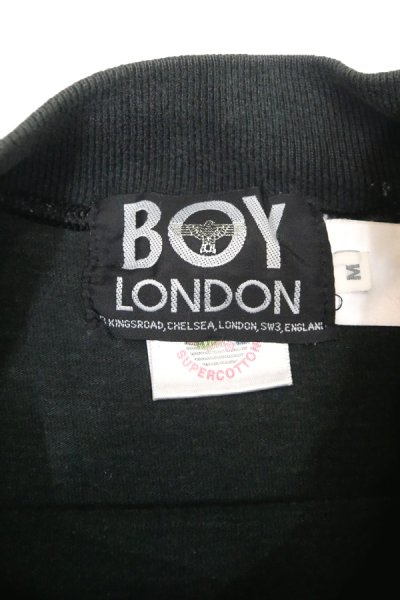 BOY
LONDON
KINGSROAD, CHELSEA, LONDON, SW3, ENGLAND
M
SUPERCOTTON